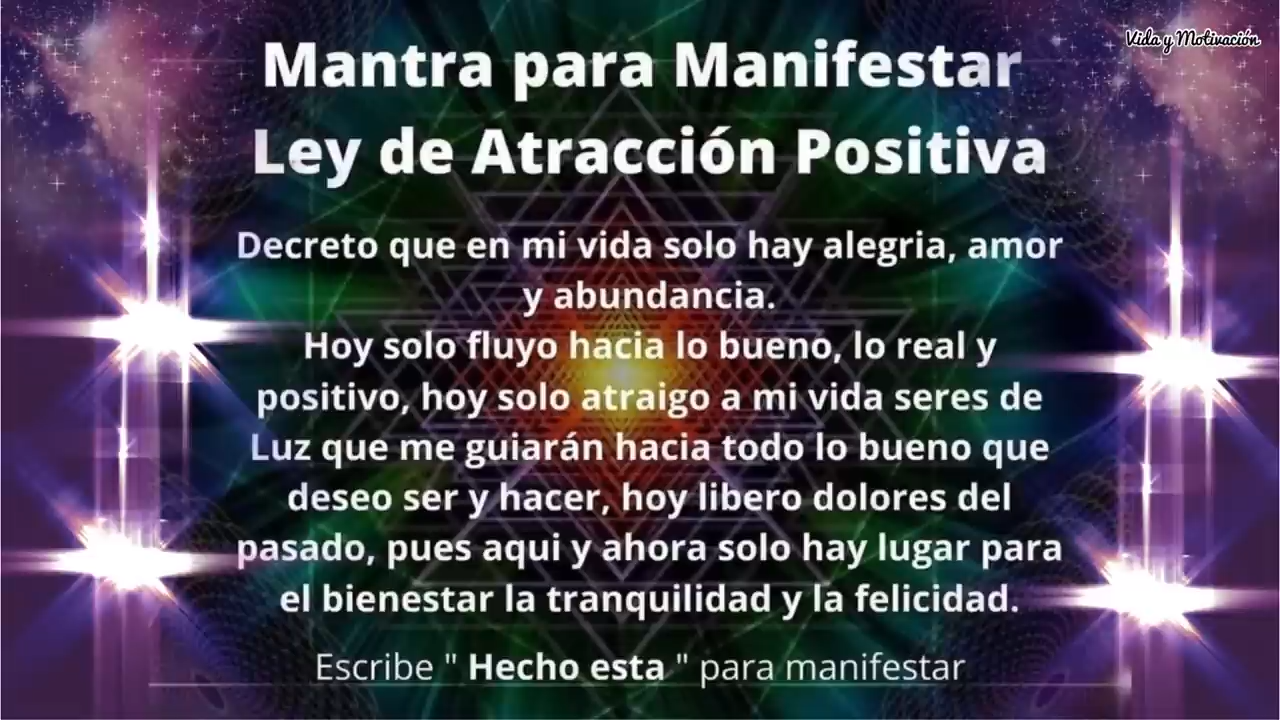 Vida y Motivación
Mantra para Manifestar
Ley de Atracción Positiva
Decreto que en mi vida solo hay alegria, amor
y abundancia.
Hoy solo fluyo hacia lo bueno, lo real y
positivo, hoy solo atraigo a mi vida seres de
Luz que me guiarán hacia todo lo bueno que
deseo ser y hacer, hoy libero dolores del
pasado, pues aqui y ahora solo hay lugar para
el bienestar la tranquilidad y la felicidad.
Escribe " Hecho esta " para manifestar